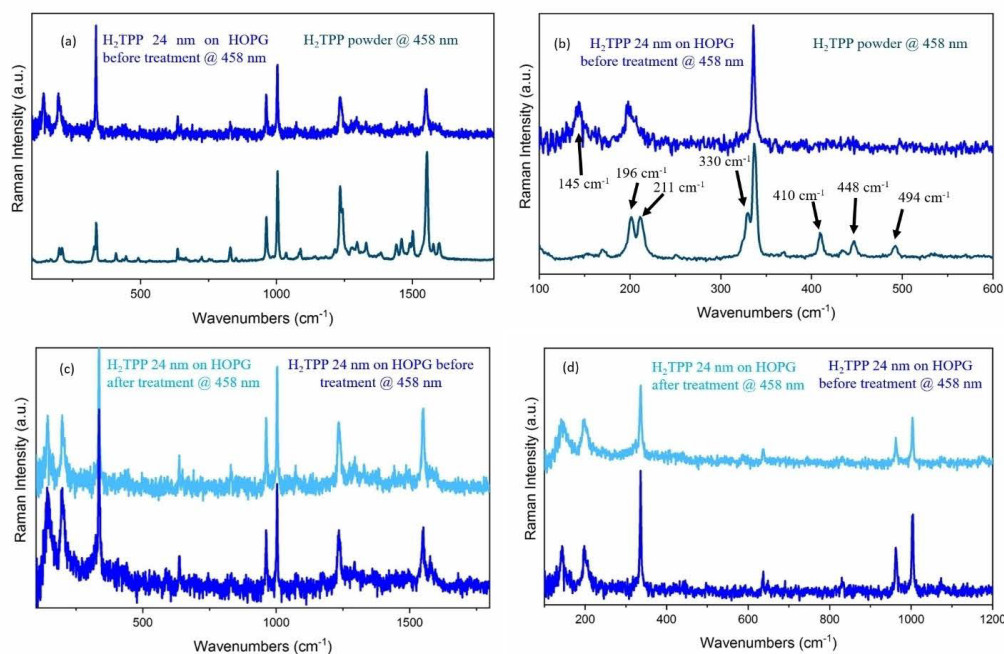 (a)
H₂TPP 24 nm on HOPG
before treatment @ 458 nm
H₂TPP powder @ 458 nm
Raman Intensity (a.u.)
500
1000
1500
Wavenumbers (cm⁻¹)
(b)
H₂TPP 24 nm on HOPG
before treatment @ 458 nm
H₂TPP powder @ 458 nm
Raman Intensity (a.u.)
145 cm⁻¹
196 cm⁻¹
211 cm⁻¹
330 cm⁻¹
410 cm⁻¹
448 cm⁻¹
494 cm⁻¹
100
200
300
400
500
600
Wavenumbers (cm⁻¹)
(c)
H₂TPP 24 nm on HOPG
after treatment @ 458 nm
H₂TPP 24 nm on HOPG before
treatment @ 458 nm
Raman Intensity (a.u.)
500
1000
1500
Wavenumbers (cm⁻¹)
(d)
H₂TPP 24 nm on HOPG
after treatment @ 458 nm
H₂TPP 24 nm on HOPG
before treatment @ 458 nm
Raman Intensity (a.u.)
200
400
600
800
1000
1200
Wavenumbers (cm⁻¹)